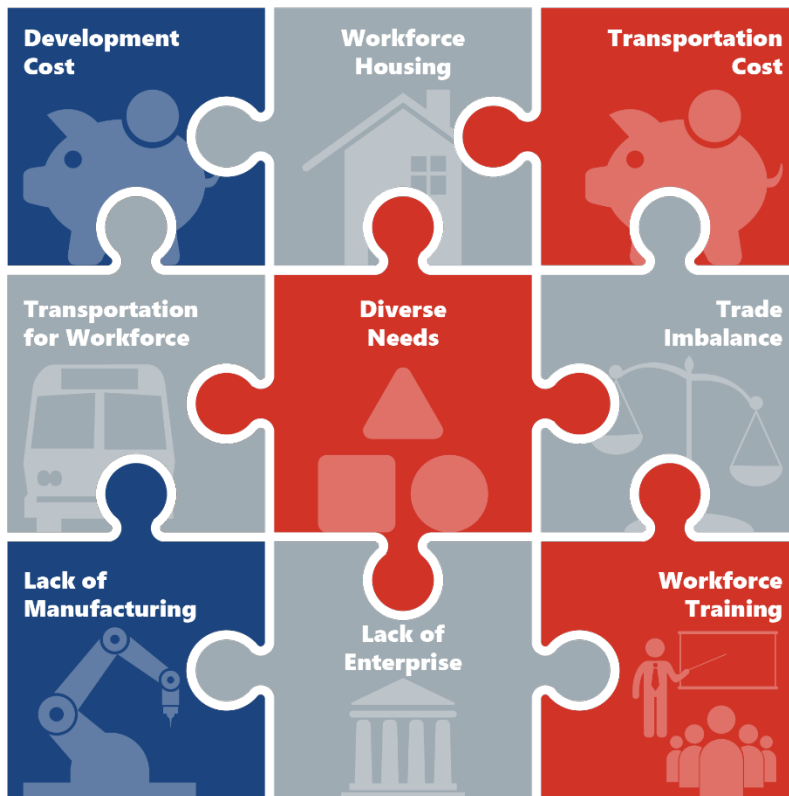 Development
Cost
Workforce
Housing
Transportation
Cost
Transportation
for Workforce
Diverse
Needs
Trade
Imbalance
Lack of
Manufacturing
Lack of
Enterprise
Workforce
Training